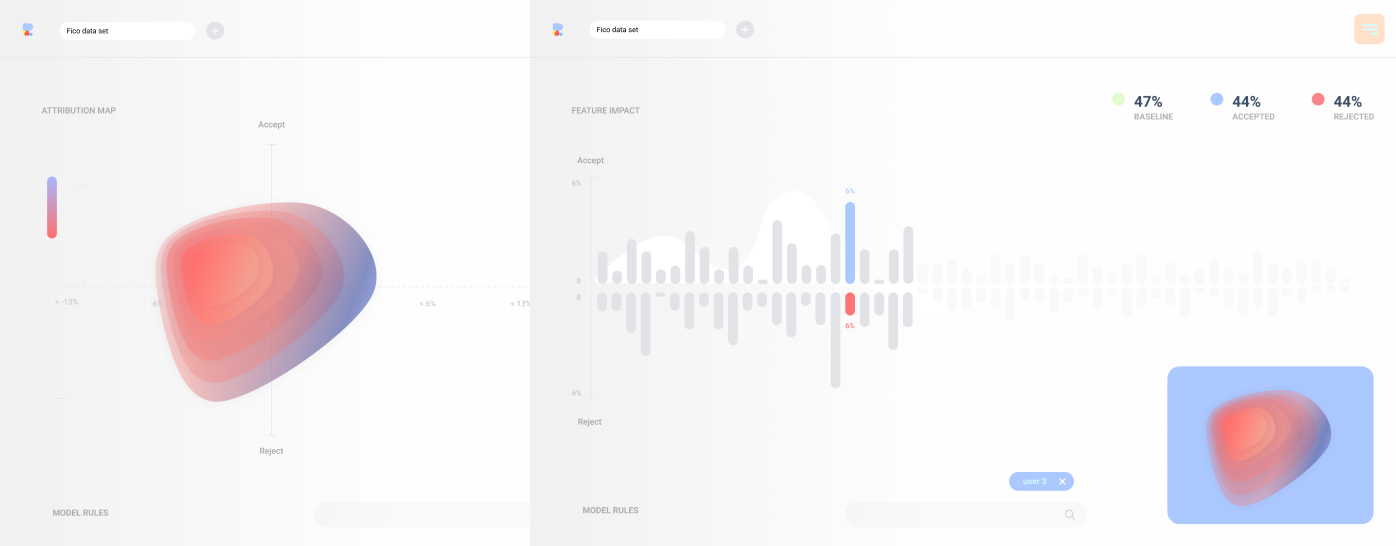 Fico data set
ATTRIBUTION MAP
Accept
< -13%
-6%
< 6%
< 13%
Reject
MODEL RULES
Fico data set
47%
BASELINE
44%
ACCEPTED
44%
REJECTED
FEATURE IMPACT
Accept
6%
6%
0
0
6%
6%
Reject
user 3
MODEL RULES